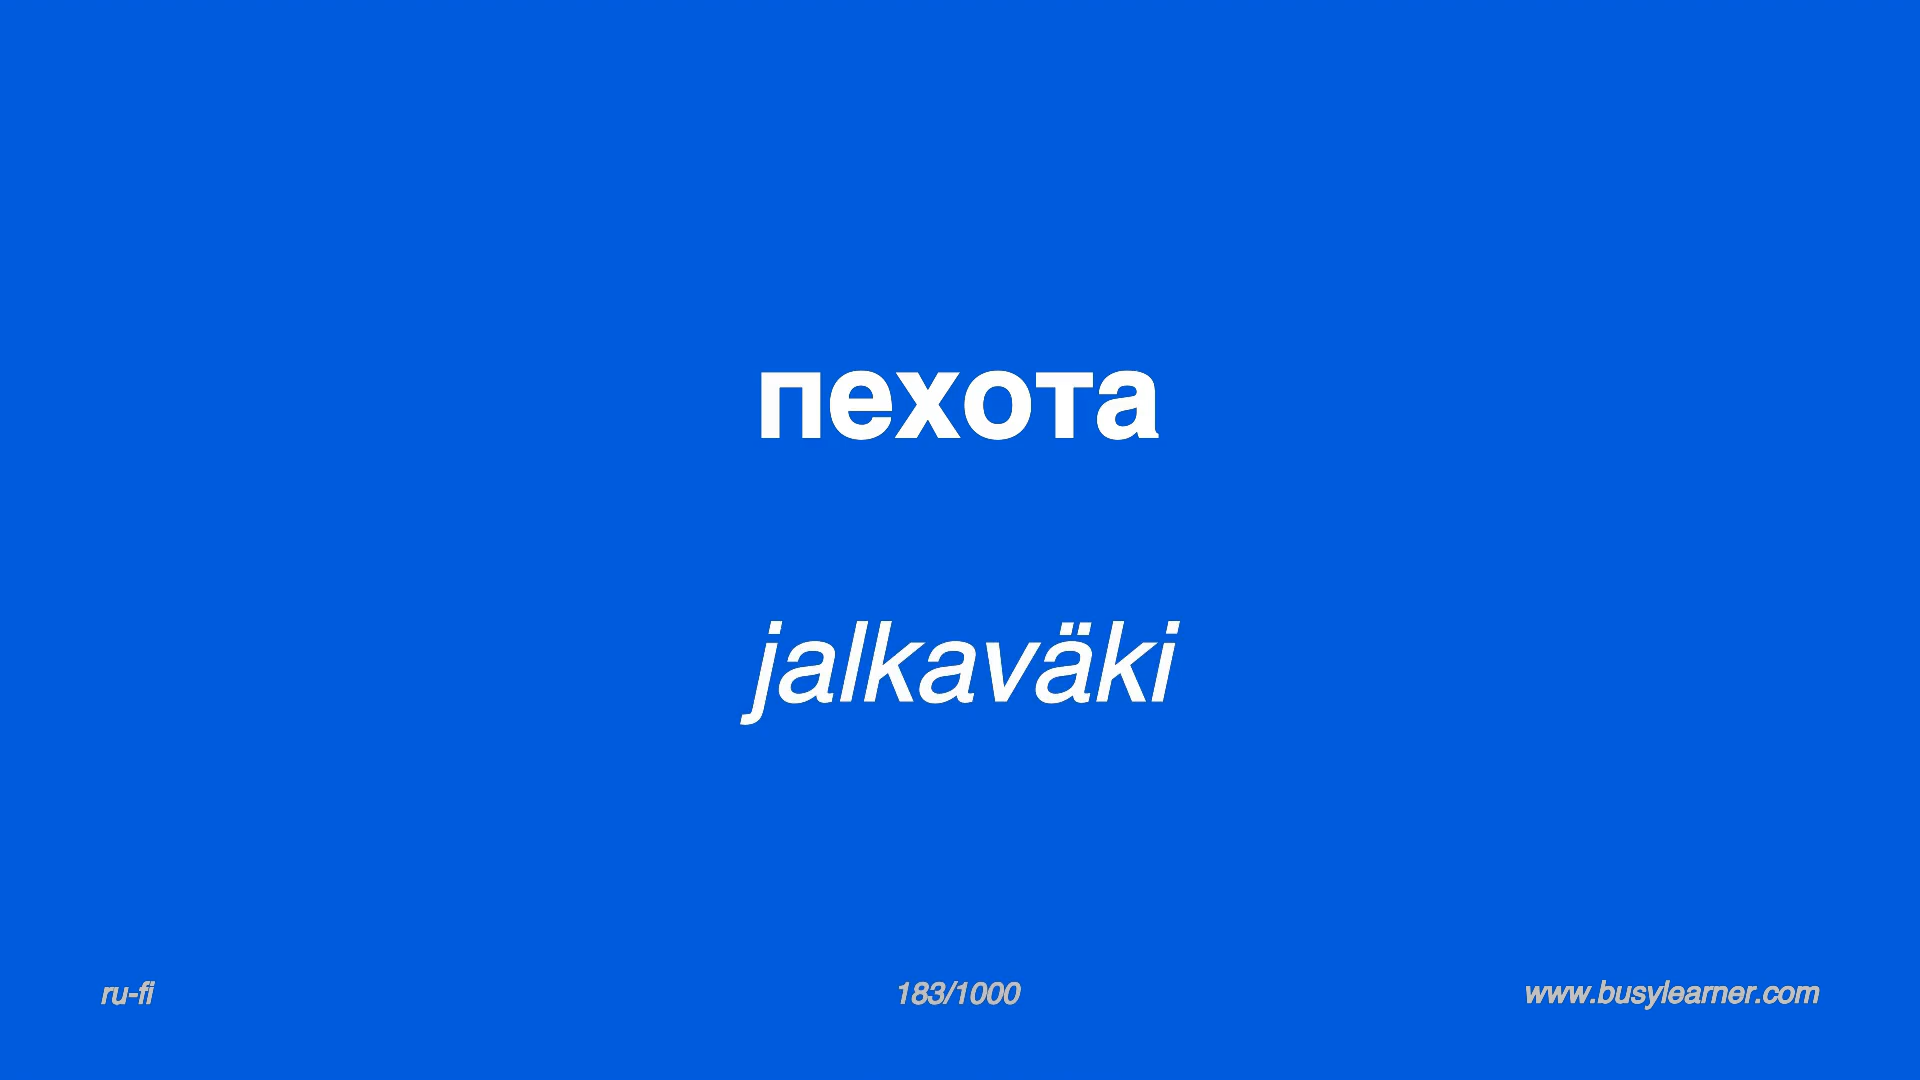 пехота
jalkaväki
ru-fi
183/1000
www.busylearner.com